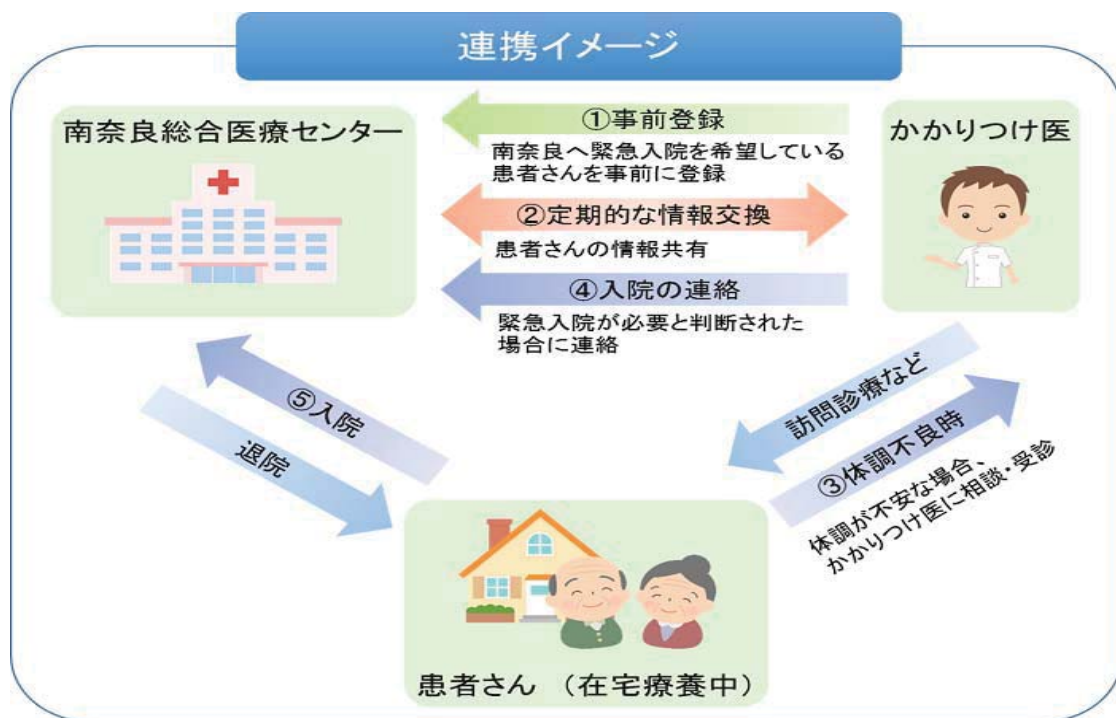 連携イメージ
南奈良総合医療センター
①事前登録
南奈良へ緊急入院を希望している
患者さんを事前に登録
②定期的な情報交換
患者さんの情報共有
④入院の連絡
緊急入院が必要と判断された
場合に連絡
かかりつけ医
⑤入院
退院
訪問診療など
③体調不良時
体調が不安な場合、
かかりつけ医に相談・受診
患者さん （在宅療養中）